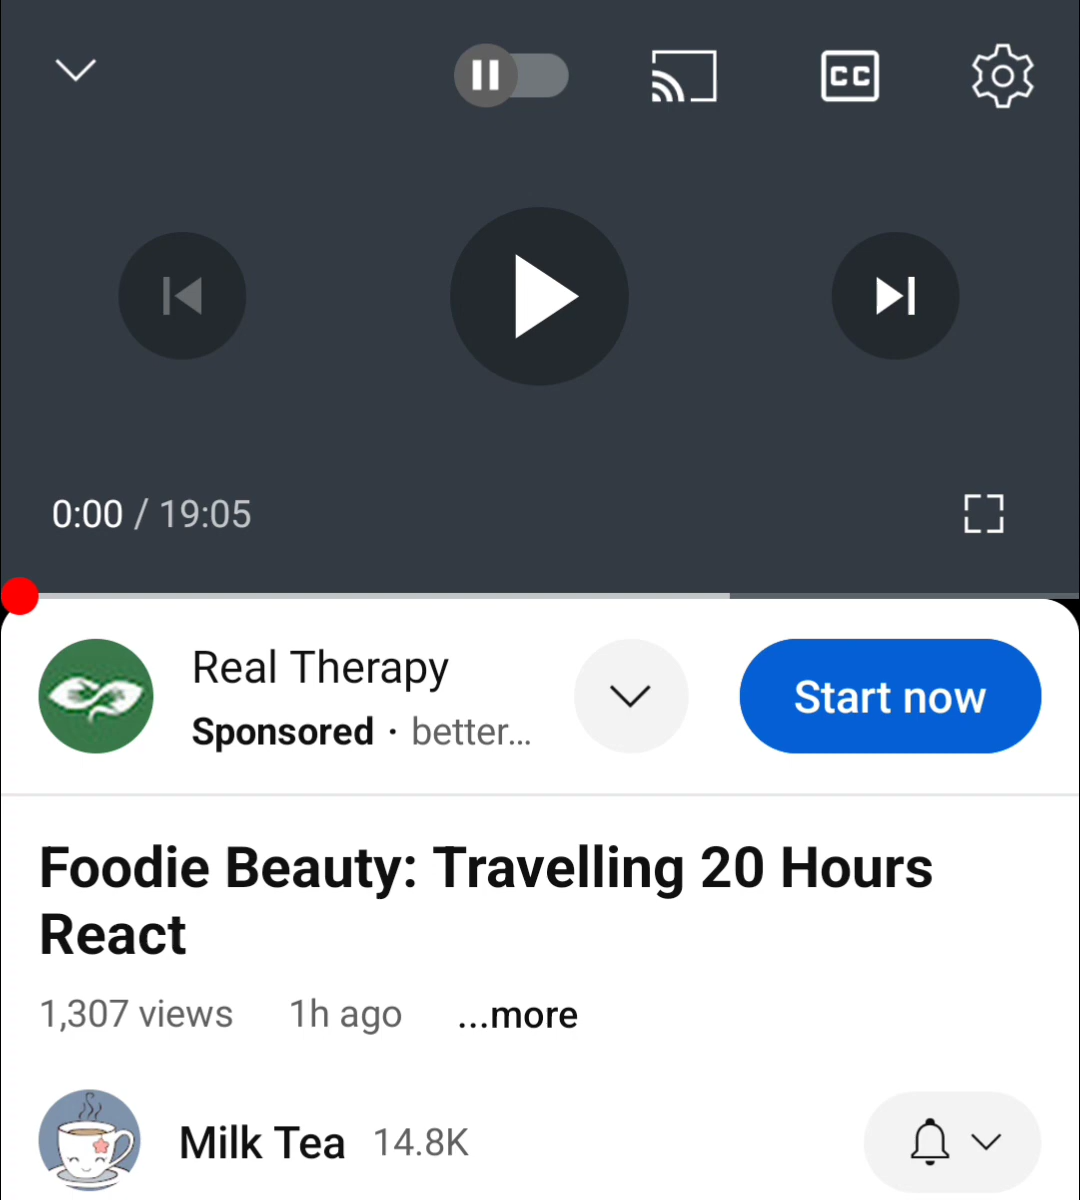 CC
0:00 / 19:05
Real Therapy
Sponsored · better...
Start now
Foodie Beauty: Travelling 20 Hours
React
1,307 views 1h ago ...more
Milk Tea 14.8K